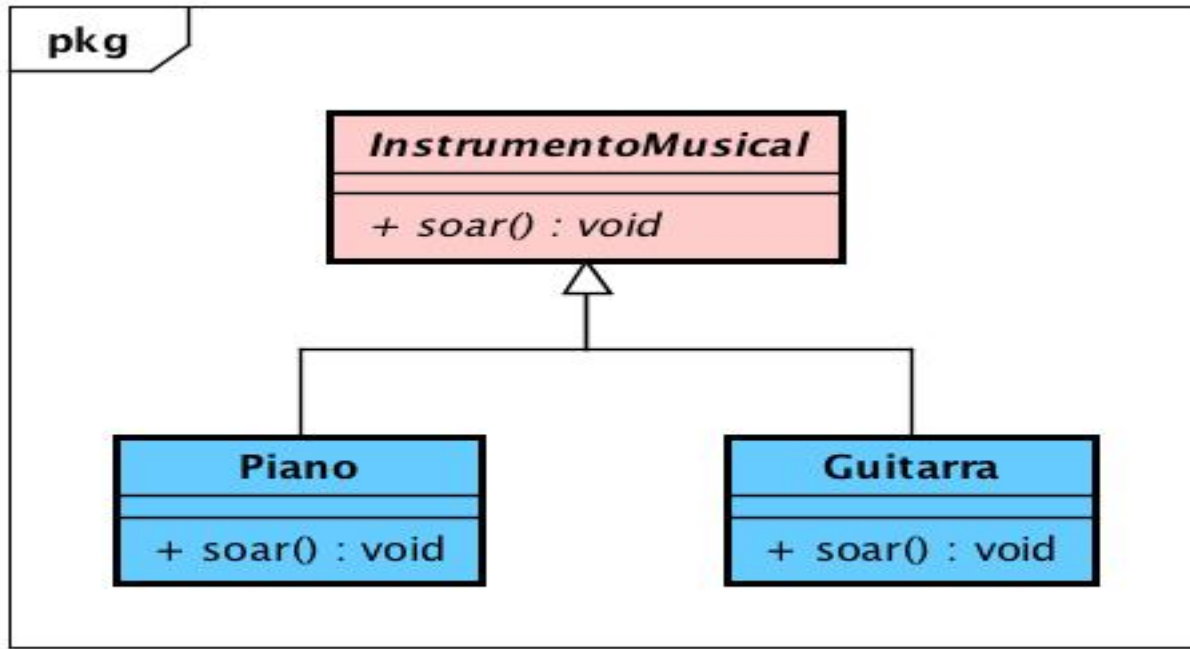 pkg
InstrumentoMusical
+ soar() : void
Piano
+ soar() : void
Guitarra
+ soar() : void